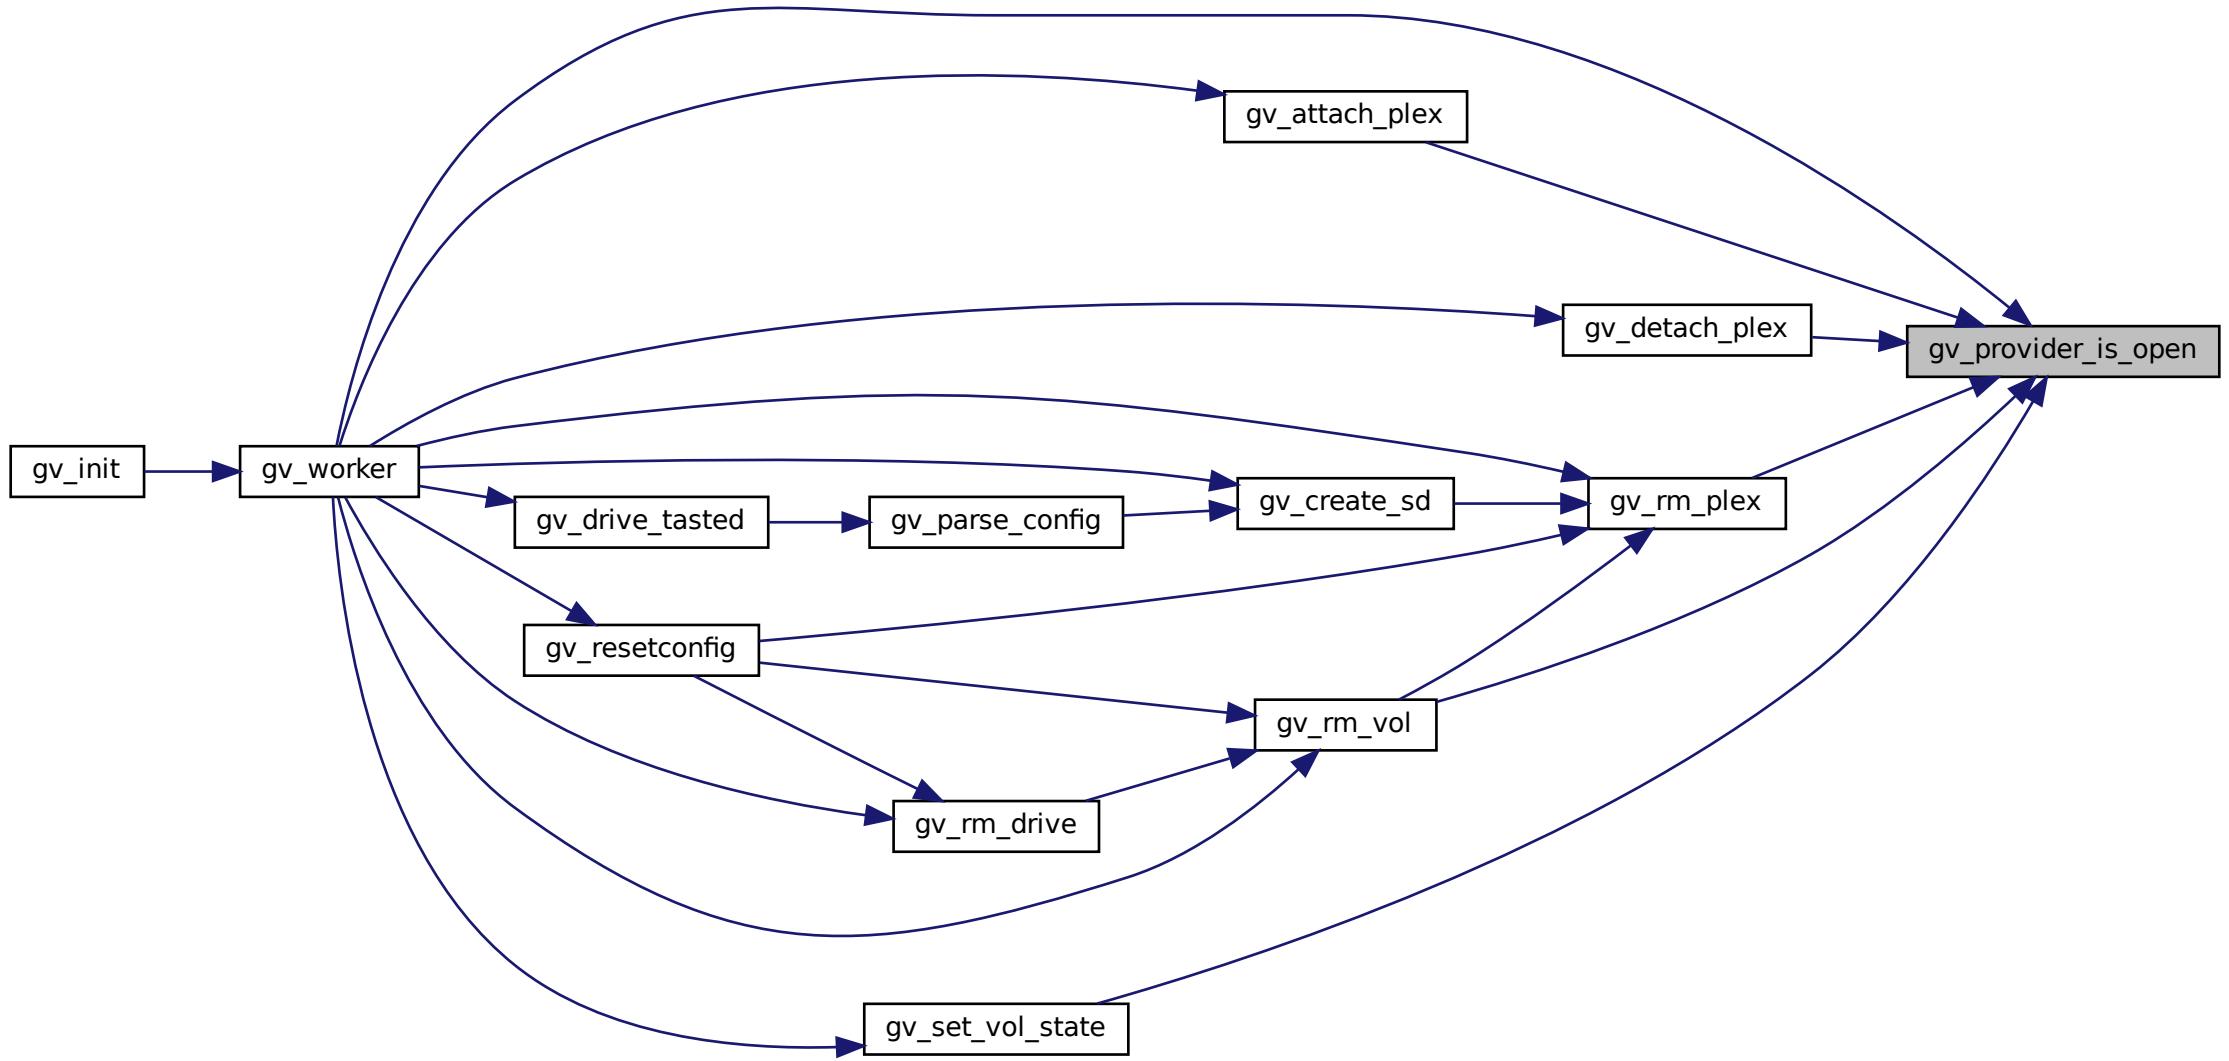 gv_attach_plex
gv_detach_plex
gv_provider_is_open
gv_init
gv_worker
gv_create_sd
gv_rm_plex
gv_drive_tasted
gv_parse_config
gv_resetconfig
gv_rm_vol
gv_rm_drive
gv_set_vol_state